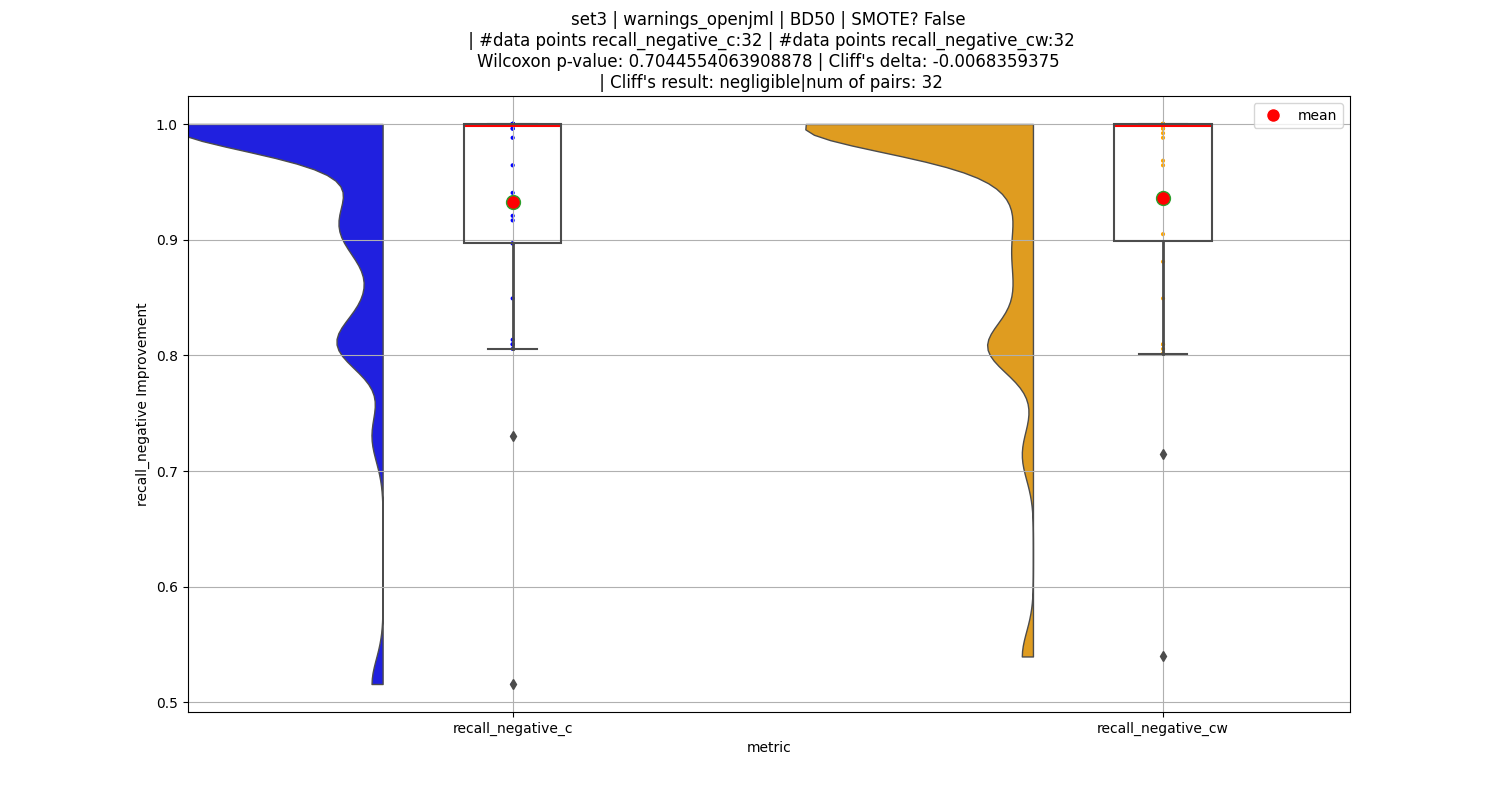 set3 | warnings_openjml | BD50 | SMOTE? False
| #data points recall_negative_c:32 | #data points recall_negative_cw:32
Wilcoxon p-value: 0.7044554063908878 | Cliff's delta: -0.0068359375
| Cliff's result: negligible|num of pairs: 32
mean
1.0
0.9
0.8
0.7
0.6
0.5
recall_negative Improvement
recall_negative_c
recall_negative_cw
metric